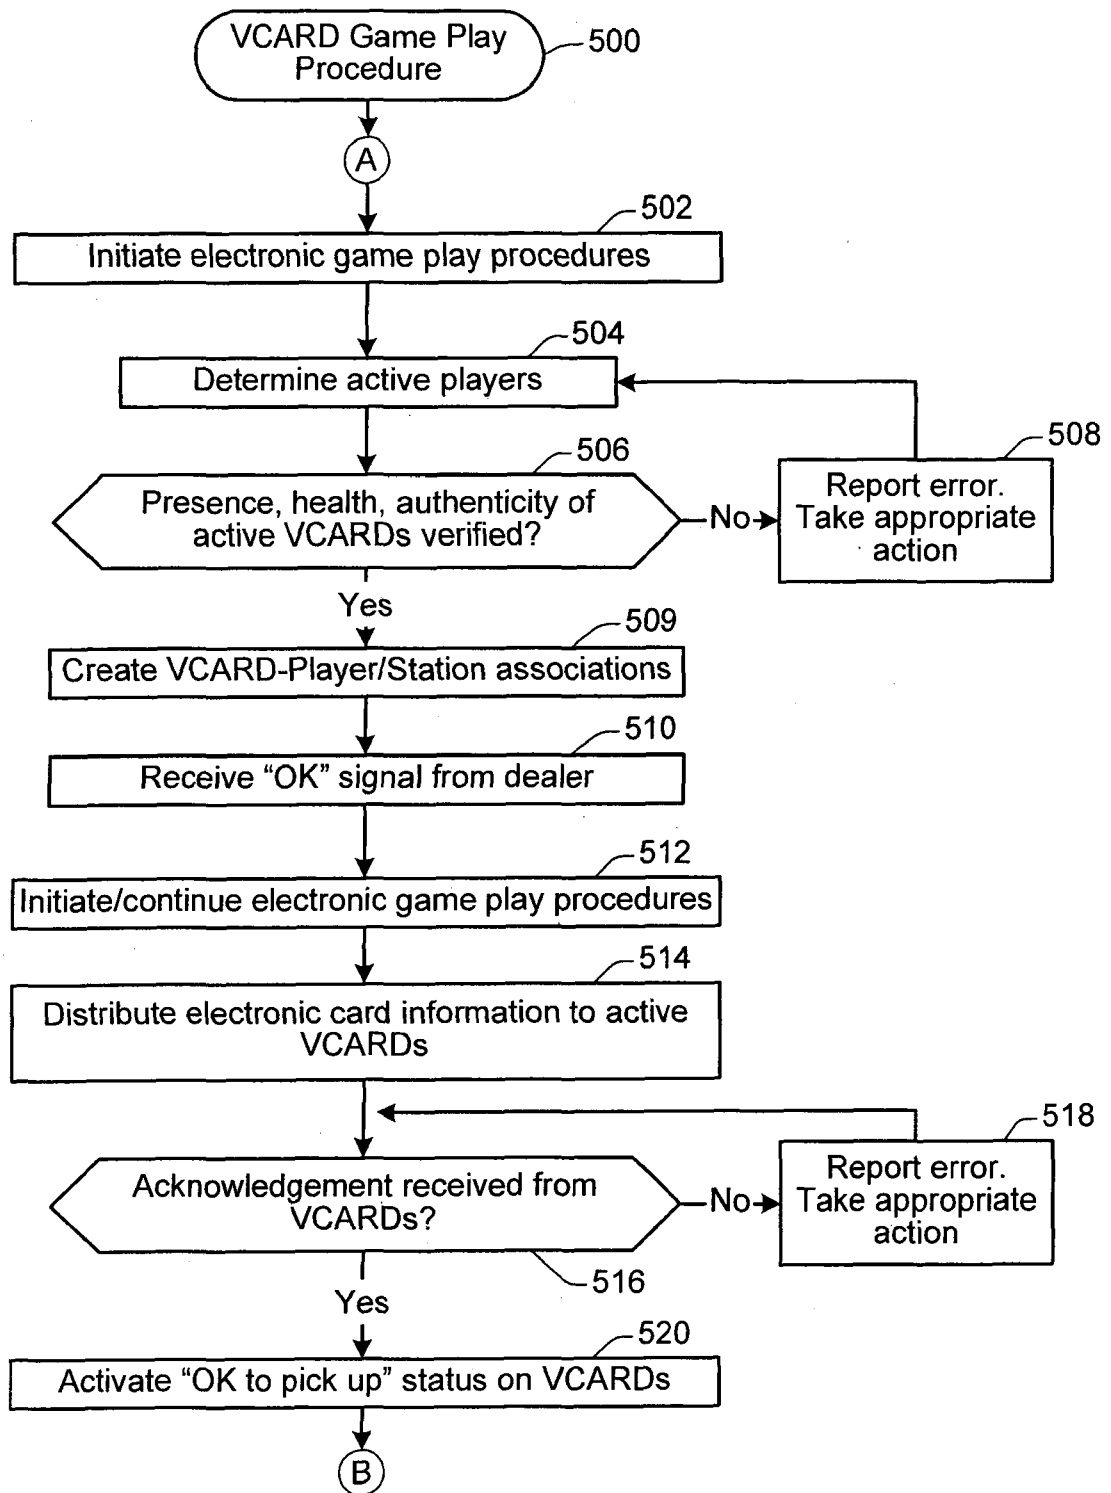 VCARD Game Play
Procedure
500
A
502
Initiate electronic game play procedures
504
Determine active players
506
Presence, health, authenticity of
active VCARDs verified?
No
508
Report error.
Take appropriate
action
Yes
509
Create VCARD-Player/Station associations
510
Receive “OK” signal from dealer
512
Initiate/continue electronic game play procedures
514
Distribute electronic card information to active
VCARDs
Acknowledgement received from
VCARDs?
516
No
518
Report error.
Take appropriate
action
Yes
520
Activate “OK to pick up” status on VCARDs
B